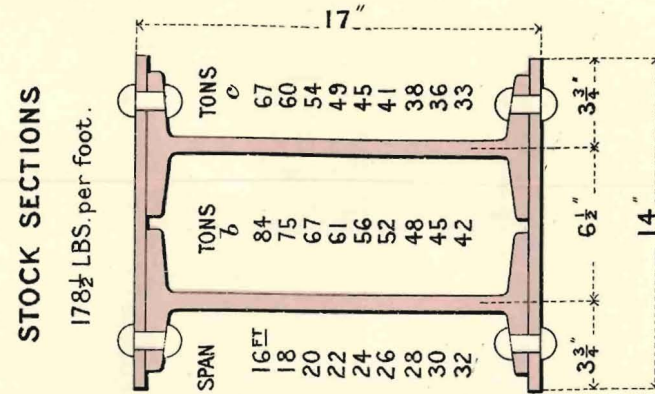 STOCK SECTIONS
178½ LBS. per foot.
17"
SPAN TONS TONS
b c
16 FT 84 67
18 75 60
20 67 54
22 61 49
24 56 45
26 52 41
28 48 38
30 45 36
32 42 33
3¾" 6½" 3¾"
14"